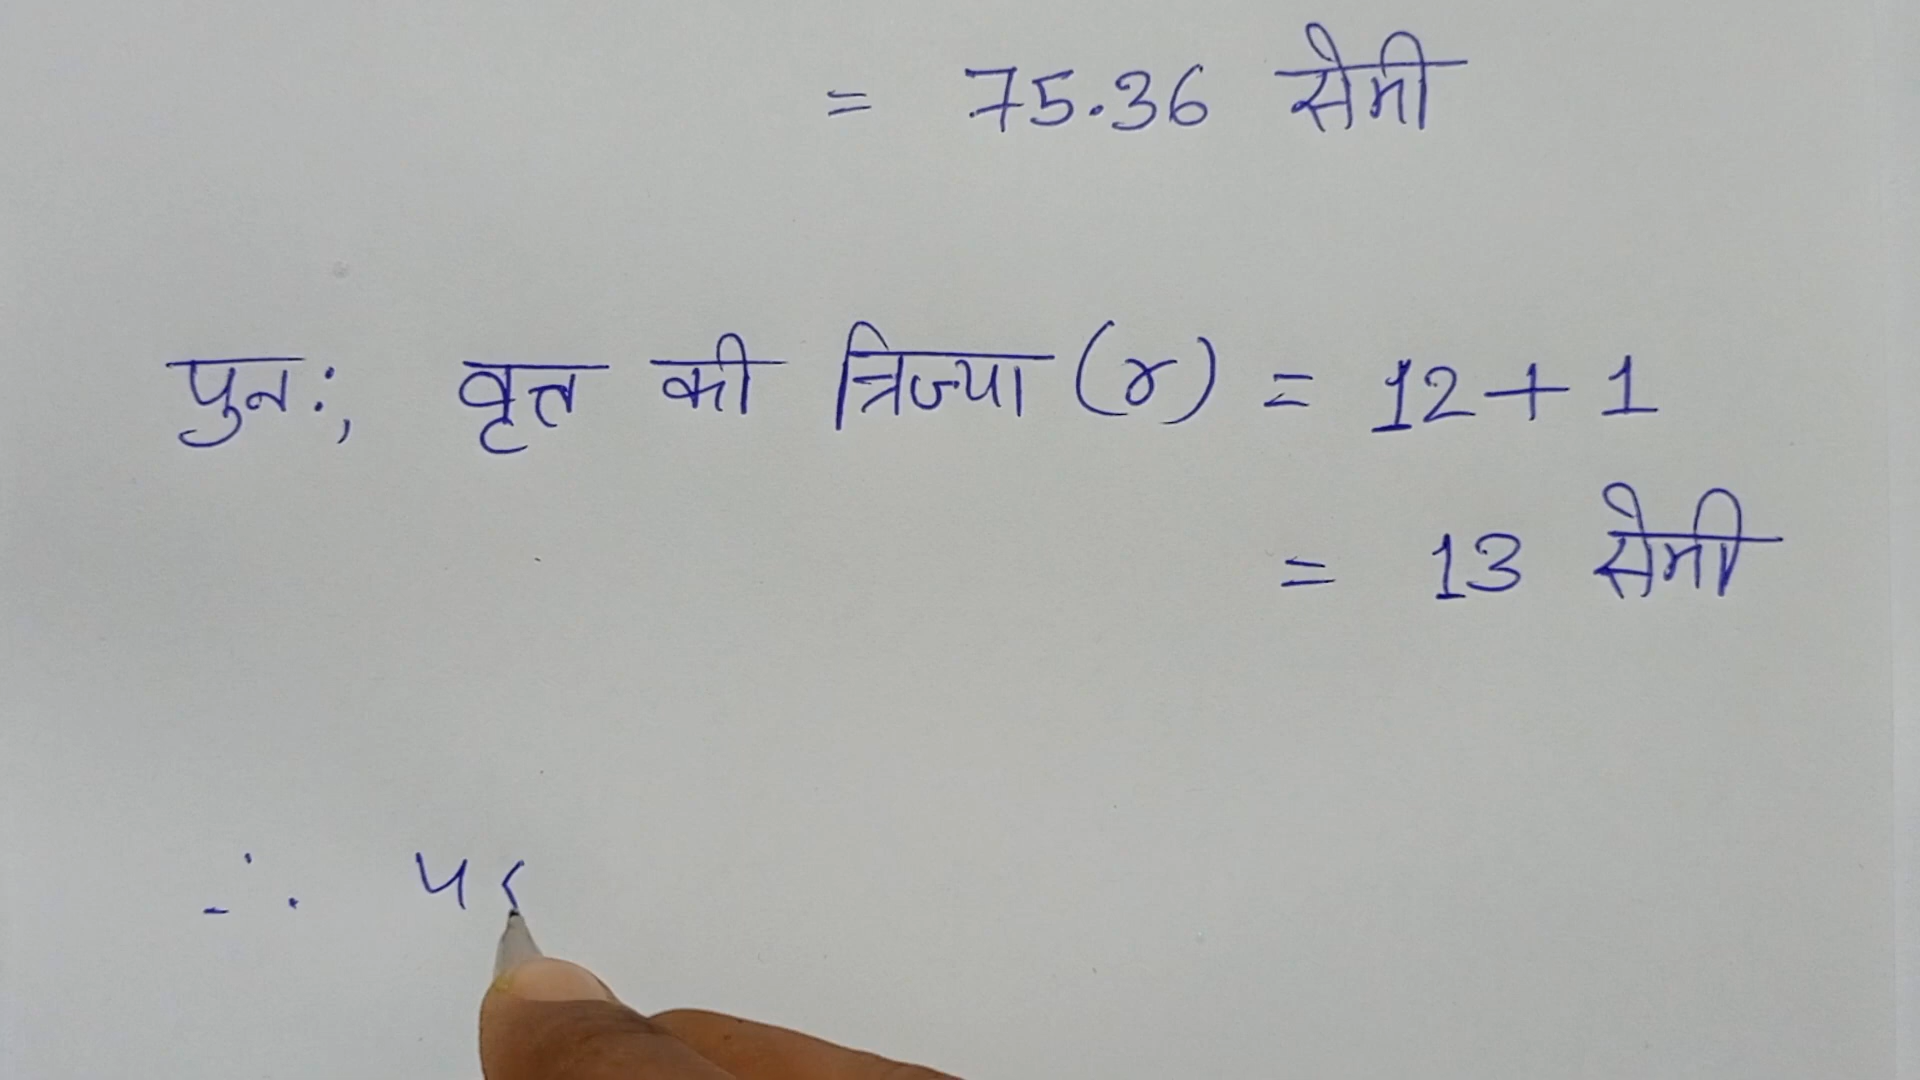 = 75.36 सेमी
पुनः, वृत्त की त्रिज्या (r) = 12 + 1
= 13 सेमी
∴ प